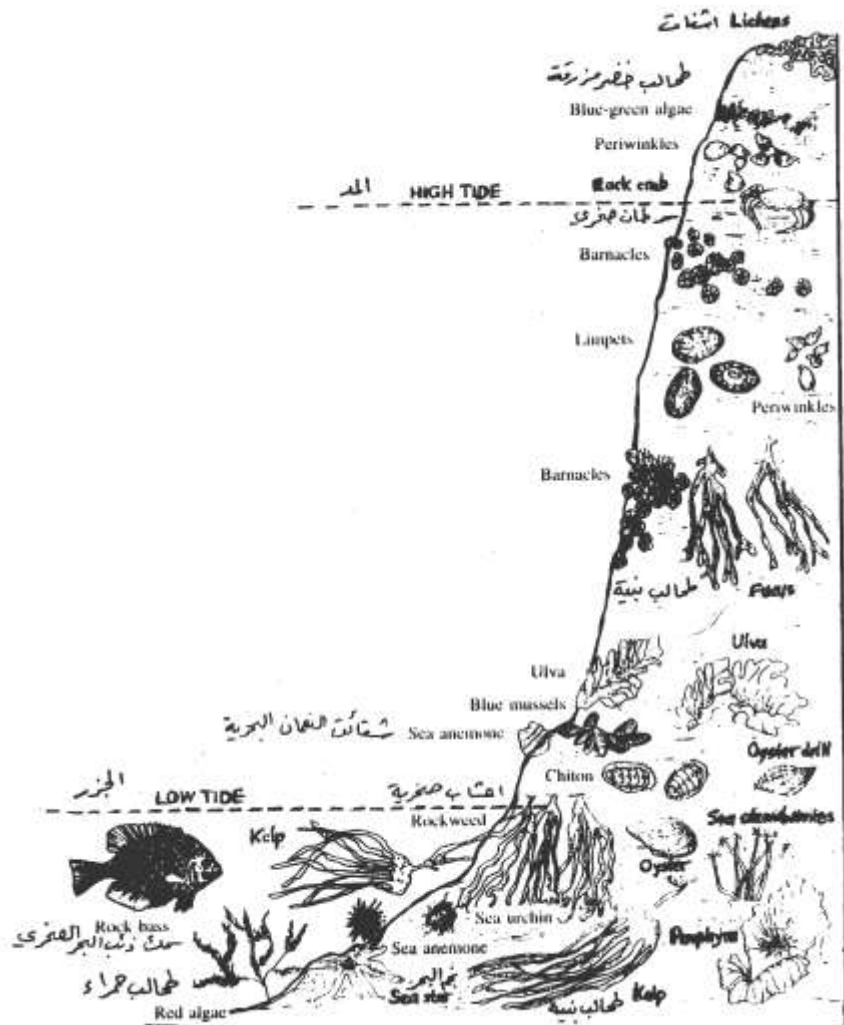 اشنات Lichens
طحالب خضر مزرقة
Blue-green algae
Periwinkles
المد HIGH TIDE
Rock crab
سرطان صخري
Barnacles
Limpets
Periwinkles
Barnacles
طحالب بنية Fucus
Ulva
Ulva
Blue mussels
شقائق النعمان البحرية Sea anemone
Oyster drill
Chiton
الجزر LOW TIDE
اعشاب صخرية
Rockweed
Kelp
Oyster
Rock bass
سمك ذئب البحر الصخري
Sea urchin
Sea anemone
Porphyra
طحالب حمراء
Red algae
نجم البحر
Sea star
طحالب بنية Kelp